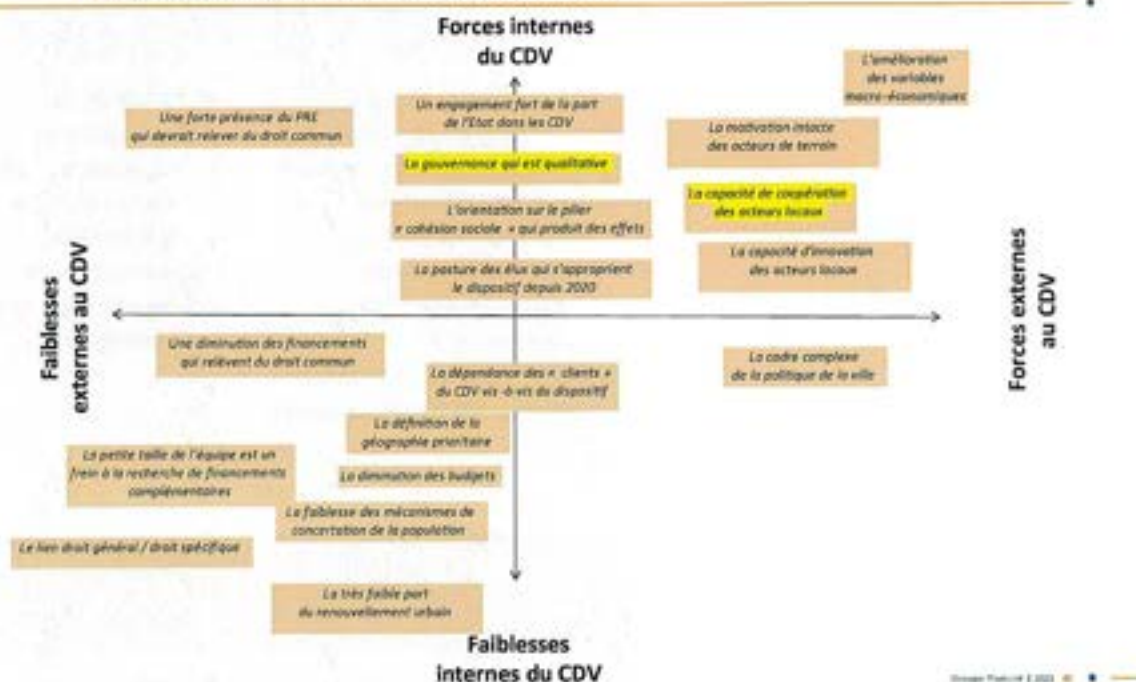 Forces internes
du CDV
L'amélioration
des variables
macro-économiques
Une forte présence du PRE
qui devrait relever du droit commun
Un engagement fort de la part
de l'Etat dans les CDV
La motivation intacte
des acteurs de terrain
La gouvernance qui est qualitative
La capacité de coopération
des acteurs locaux
L'orientation sur le pilier
« cohésion sociale » qui produit des effets
La capacité d'innovation
des acteurs locaux
La posture des élus qui s'approprient
le dispositif depuis 2020
Faiblesses
externes au CDV
Forces externes
au CDV
Une diminution des financements
qui relèvent du droit commun
La cadre complexe
de la politique de la ville
La dépendance des « clients »
du CDV vis-à-vis du dispositif
La définition de la
géographie prioritaire
La petite taille de l'équipe est un
frein à la recherche de financements
complémentaires
La diminution des budgets
La faiblesse des mécanismes de
concertation de la population
Le lien droit général / droit spécifique
La très faible part
du renouvellement urbain
Faiblesses
internes du CDV